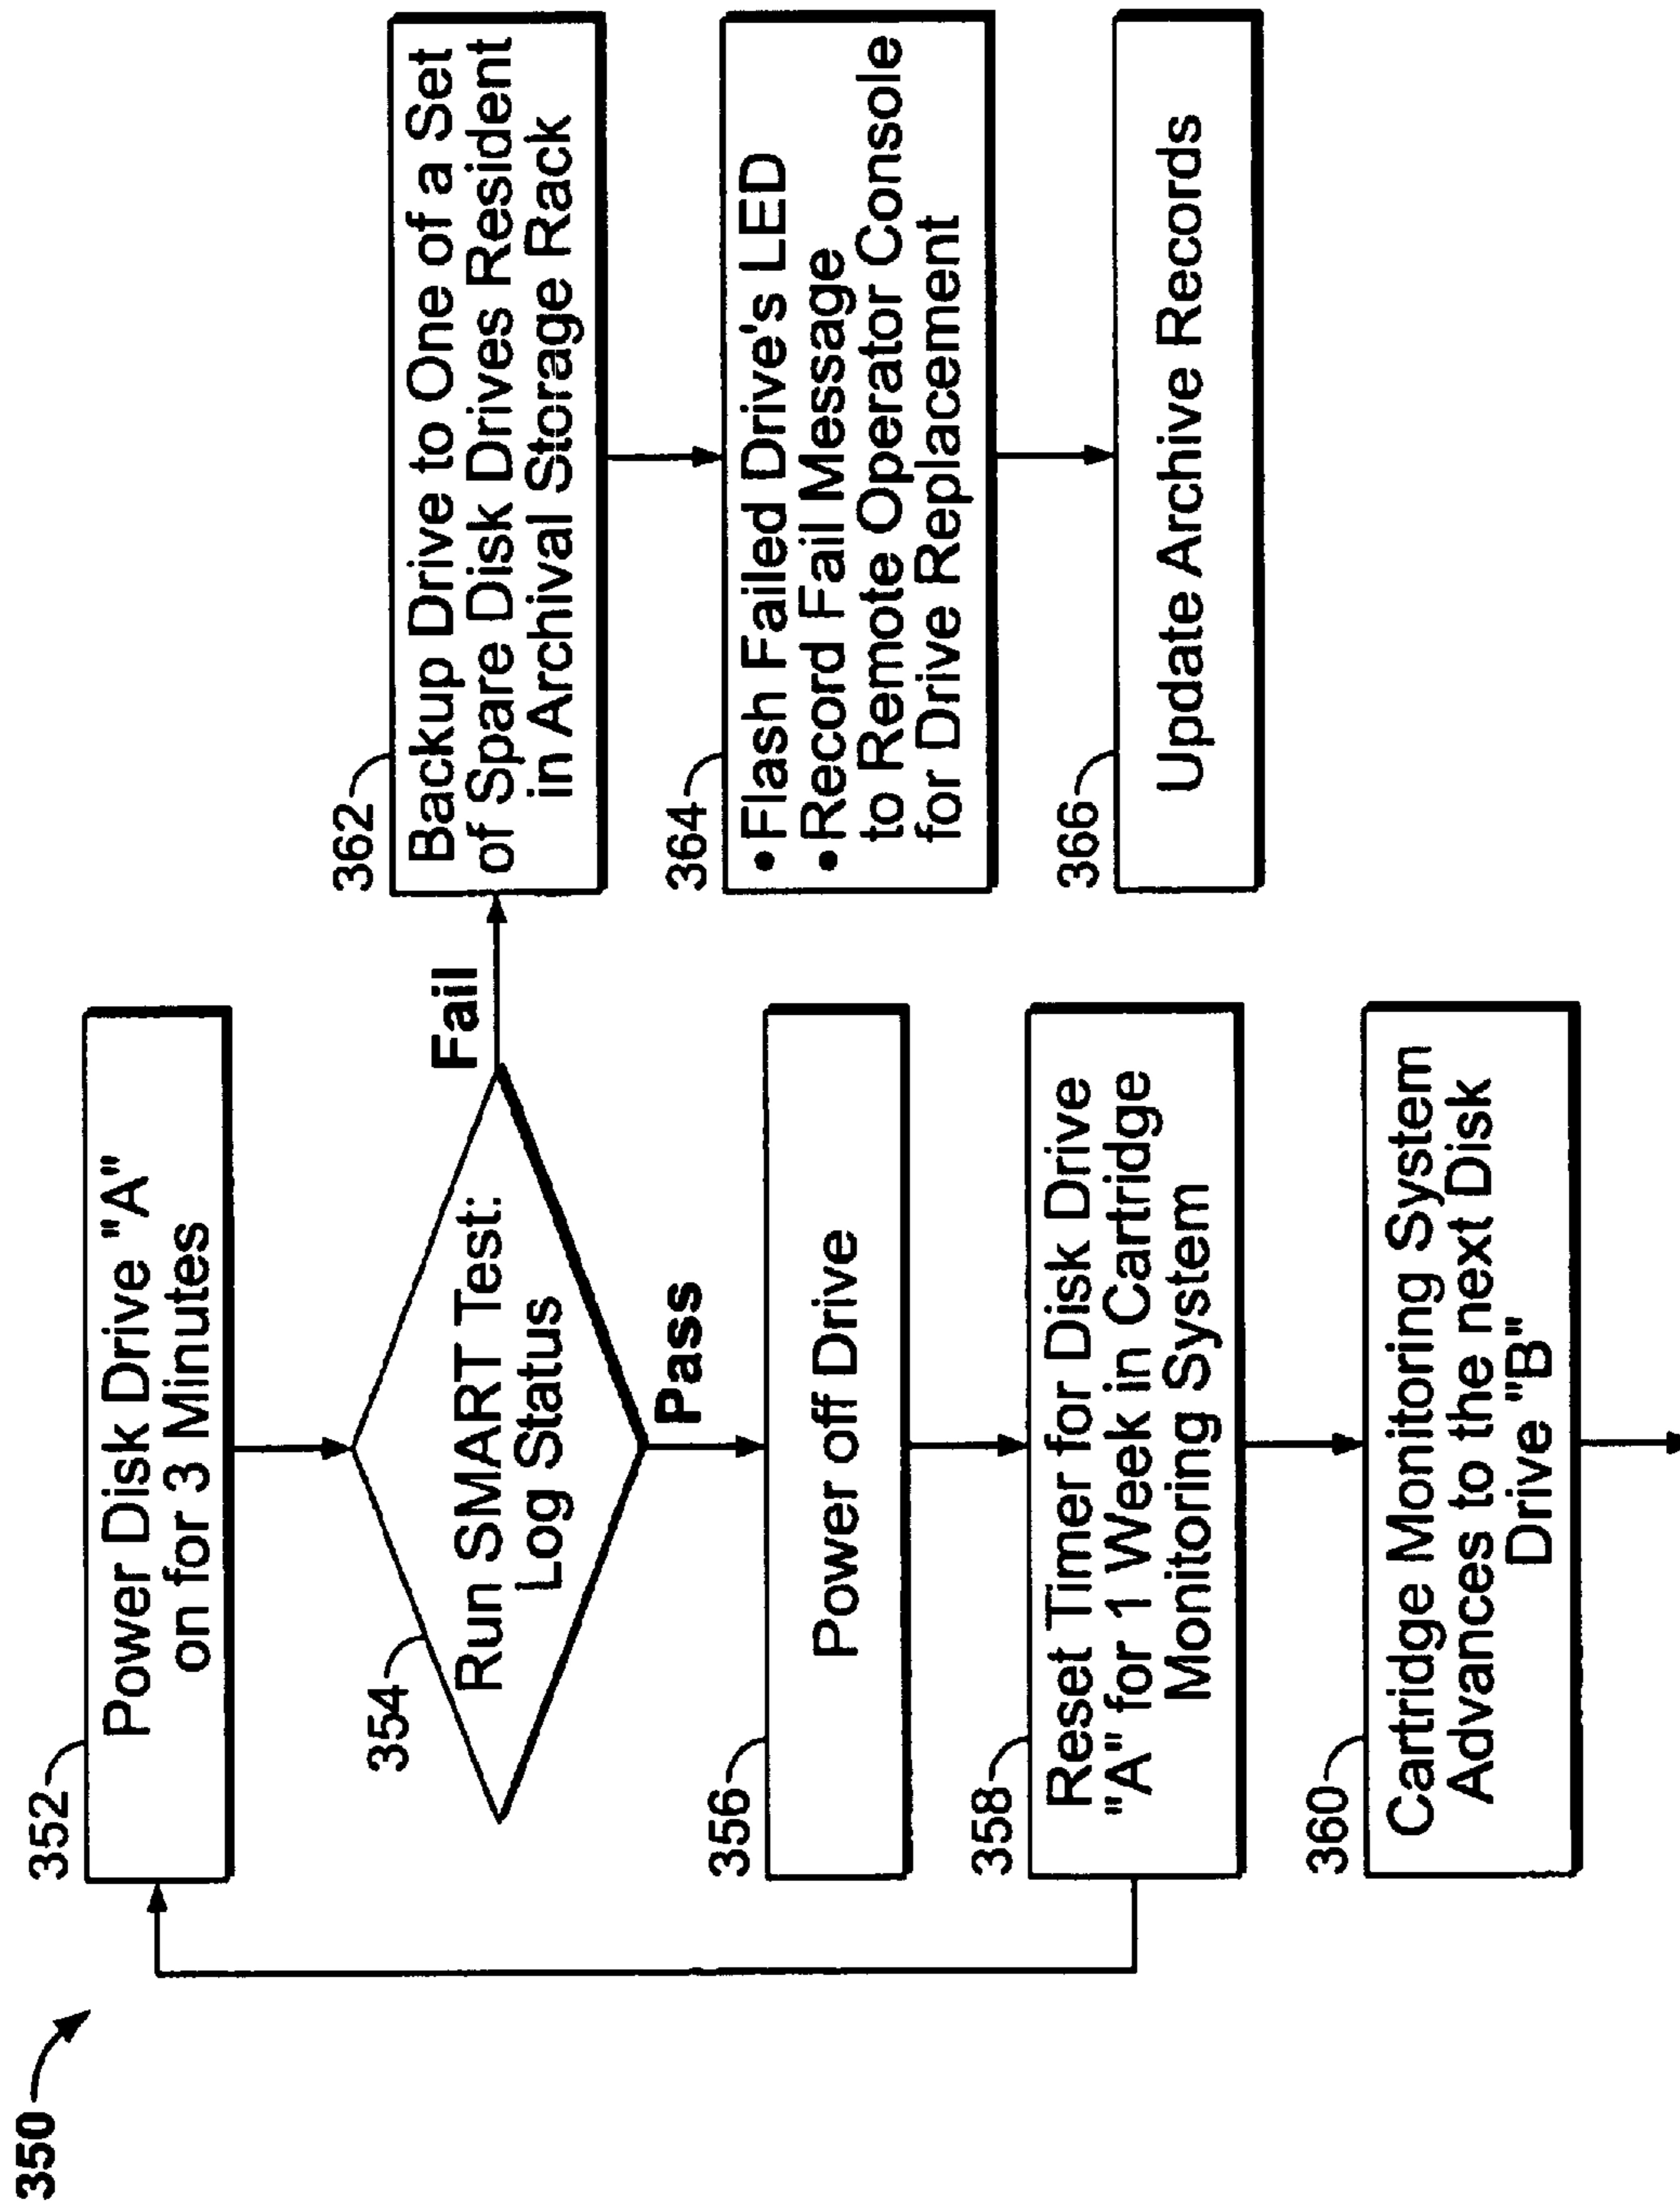 350
352
Power Disk Drive "A"
on for 3 Minutes
354
Run SMART Test:
Log Status
Fail
Pass
356
Power off Drive
358
Reset Timer for Disk Drive
"A" for 1 Week in Cartridge
Monitoring System
360
Cartridge Monitoring System
Advances to the next Disk
Drive "B"
362
Backup Drive to One of a Set
of Spare Disk Drives Resident
in Archival Storage Rack
364
• Flash Failed Drive's LED
• Record Fail Message
to Remote Operator Console
for Drive Replacement
366
Update Archive Records